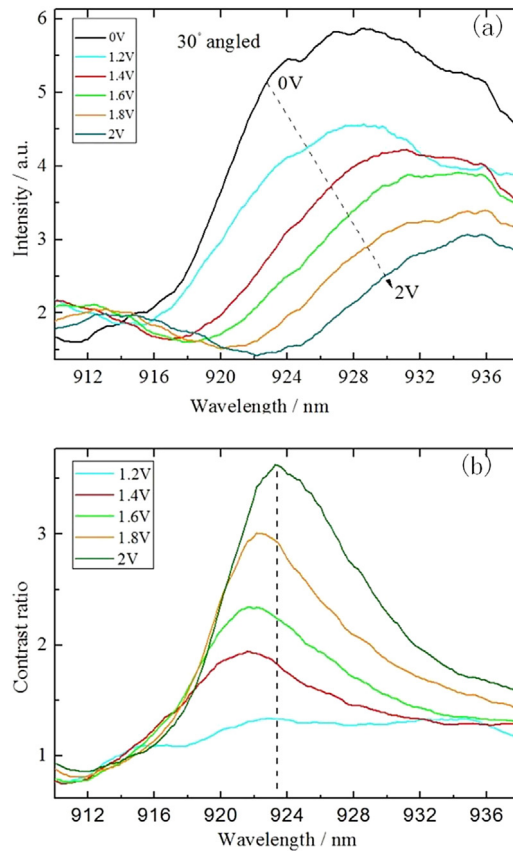 (a)
30° angled
0V
1.2V
1.4V
1.6V
1.8V
2V
0V
2V
6
5
4
3
2
Intensity / a.u.
912 916 920 924 928 932 936
Wavelength / nm
(b)
1.2V
1.4V
1.6V
1.8V
2V
3
2
1
Contrast ratio
912 916 920 924 928 932 936
Wavelength / nm